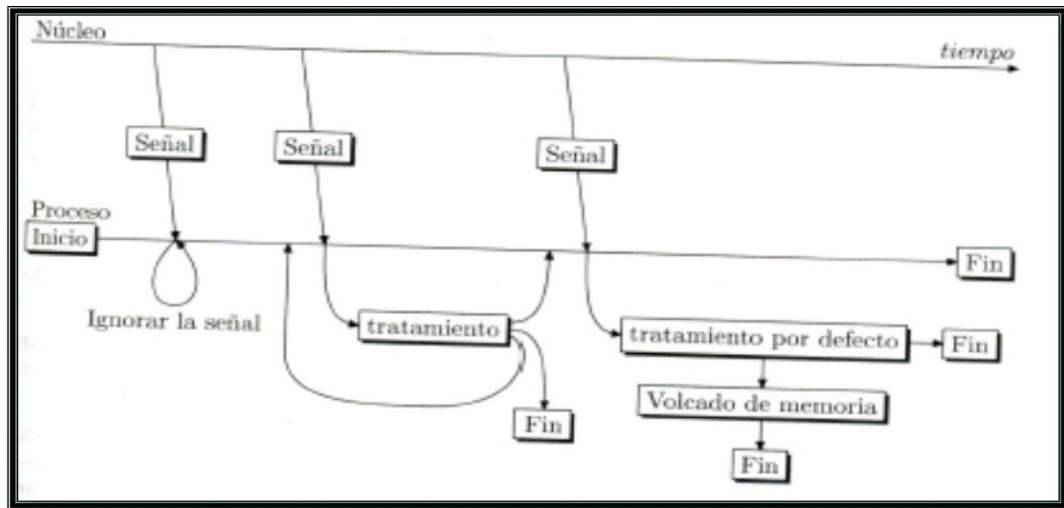 Núcleo
tiempo
Señal
Señal
Señal
Proceso
Inicio
Fin
Ignorar la señal
tratamiento
tratamiento por defecto
Fin
Volcado de memoria
Fin
Fin